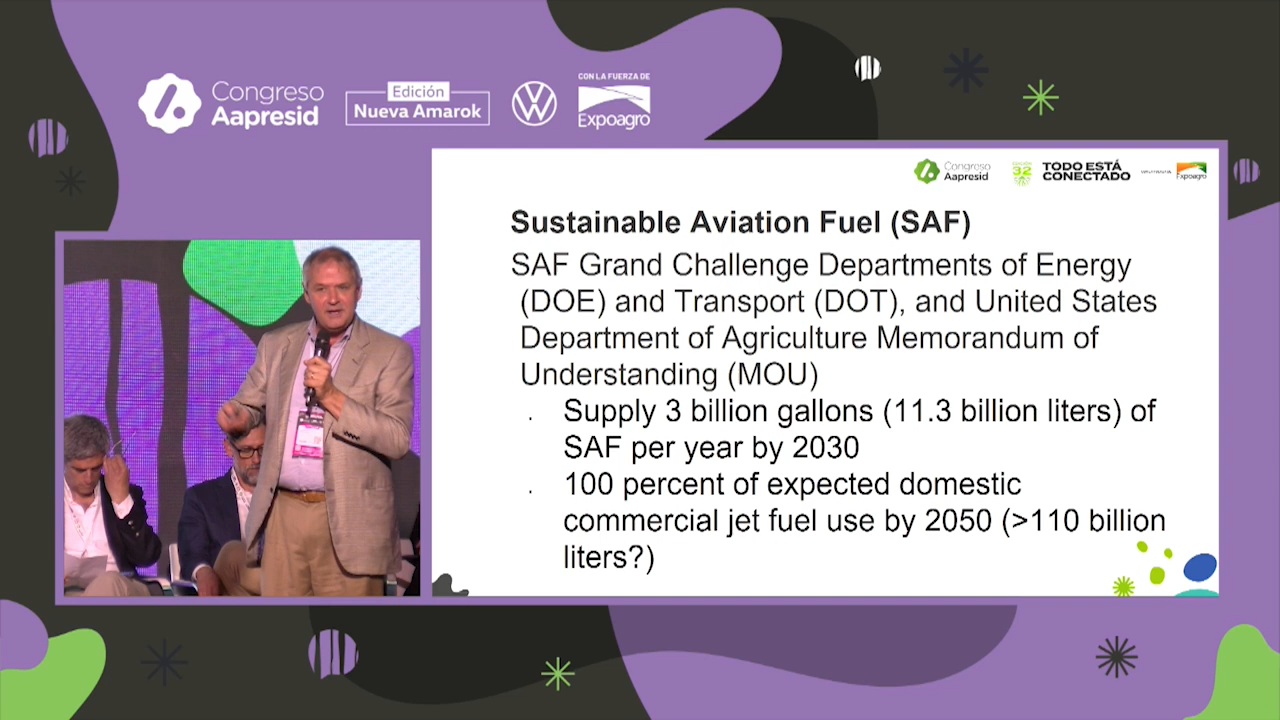 Congreso
Aapresid
Edición
Nueva Amarok
CON LA FUERZA DE
Expoagro
Congreso
Aapresid
EDICIÓN
32
TODO ESTÁ
CONECTADO
Expoagro
Sustainable Aviation Fuel (SAF)
SAF Grand Challenge Departments of Energy
(DOE) and Transport (DOT), and United States
Department of Agriculture Memorandum of
Understanding (MOU)
. Supply 3 billion gallons (11.3 billion liters) of
SAF per year by 2030
. 100 percent of expected domestic
commercial jet fuel use by 2050 (>110 billion
liters?)